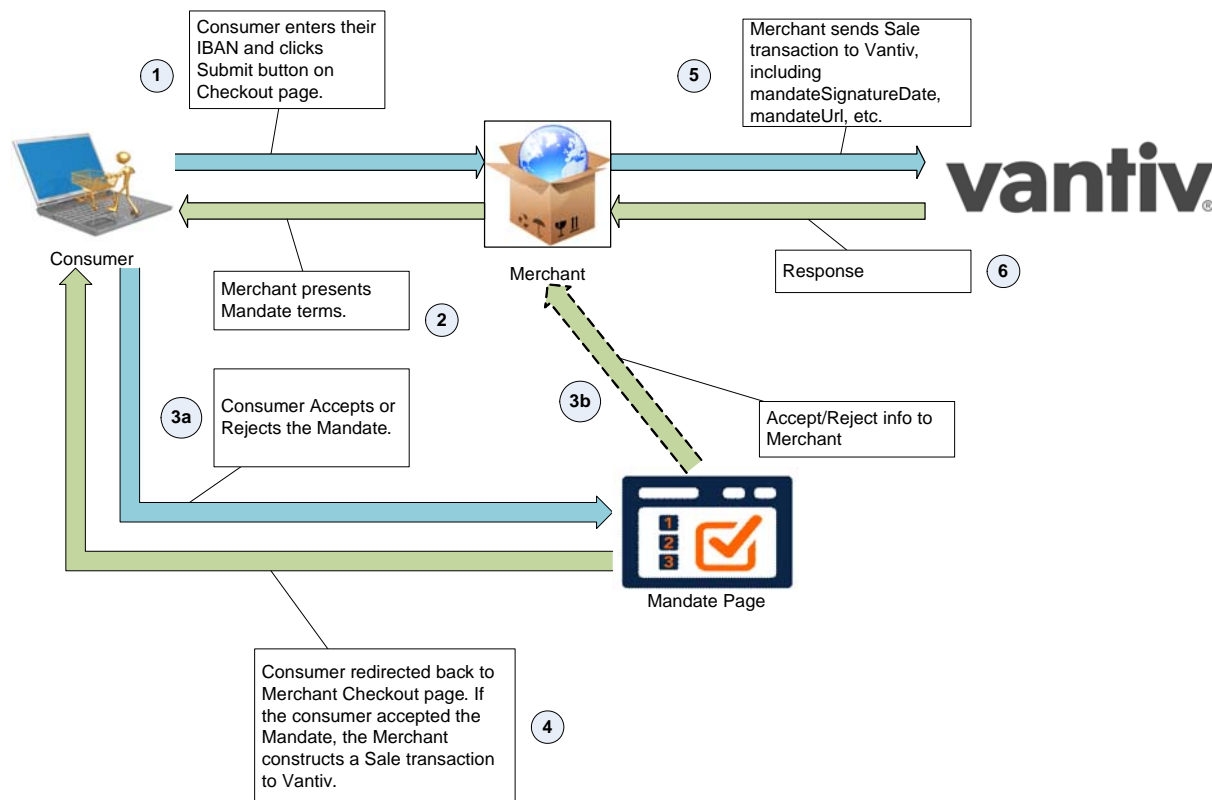 1
Consumer enters their
IBAN and clicks
Submit button on
Checkout page.
5
Merchant sends Sale
transaction to Vantiv,
including
mandateSignatureDate,
mandateUrl, etc.
vantiv®
Consumer
Merchant
Merchant presents
Mandate terms.
2
Response
6
3a
Consumer Accepts or
Rejects the Mandate.
3b
Accept/Reject info to
Merchant
1
2
3
Mandate Page
Consumer redirected back to
Merchant Checkout page. If
the consumer accepted the
Mandate, the Merchant
constructs a Sale transaction
to Vantiv.
4